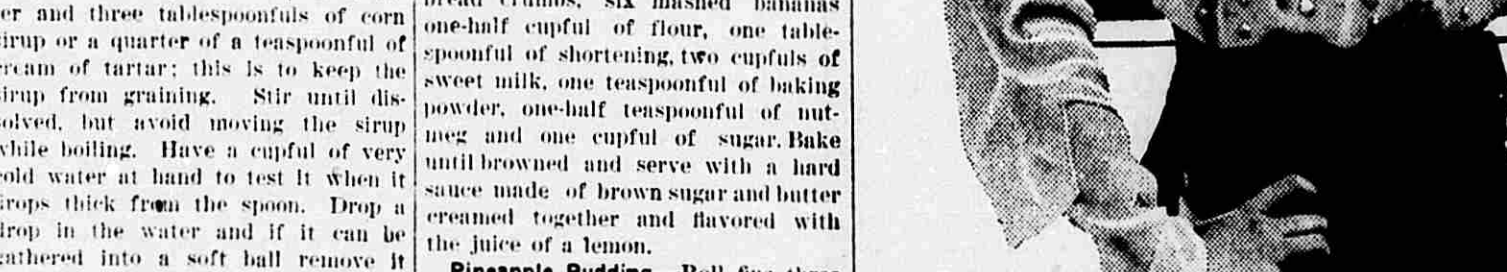 er and three tablespoonfuls of corn
sirup or a quarter of a teaspoonful of
cream of tartar; this is to keep the
sirup from graining. Stir until dis-
solved, but avoid moving the sirup
while boiling. Have a cupful of very
cold water at hand to test it when it
drops thick from the spoon. Drop a
drop in the water and if it can be
gathered into a soft ball remove it
bread crumbs, six mashed bananas
one-half cupful of flour, one table-
spoonful of shortening, two cupfuls of
sweet milk, one teaspoonful of baking
powder, one-half teaspoonful of nut-
meg and one cupful of sugar. Bake
until browned and serve with a hard
sauce made of brown sugar and butter
creamed together and flavored with
the juice of a lemon.
Pineapple Pudding.